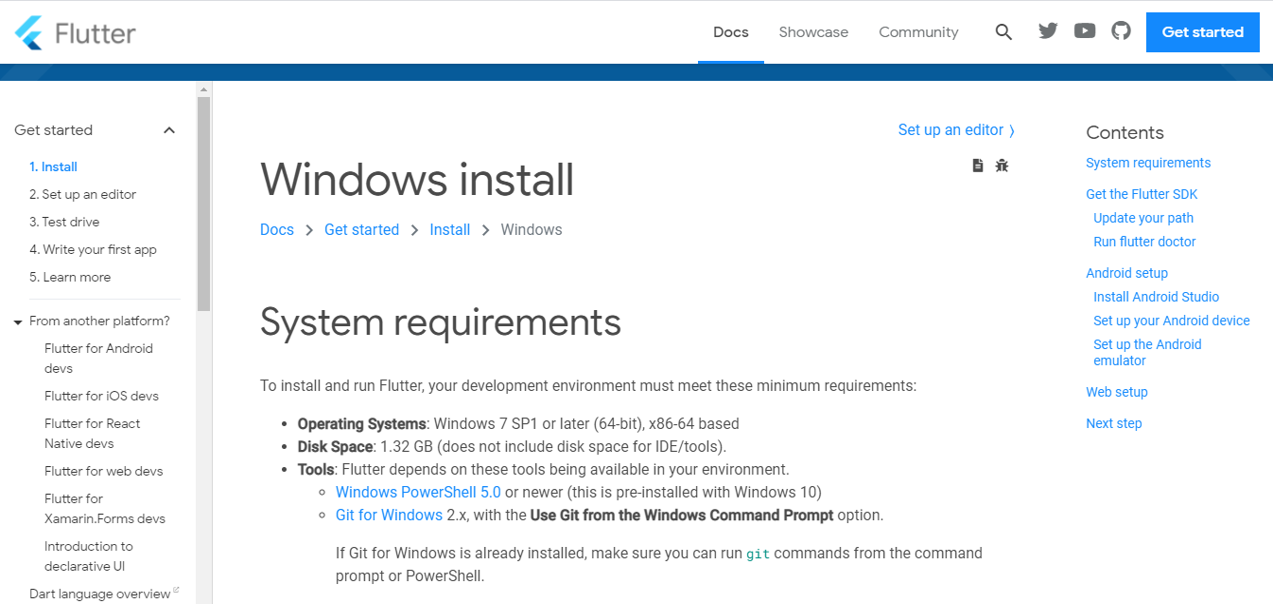 Flutter
Docs
Showcase
Community
Get started
Get started
1. Install
2. Set up an editor
3. Test drive
4. Write your first app
5. Learn more
From another platform?
Flutter for Android
devs
Flutter for iOS devs
Flutter for React
Native devs
Flutter for web devs
Flutter for
Xamarin.Forms devs
Introduction to
declarative UI
Dart language overview
Set up an editor
Windows install
Docs > Get started > Install > Windows
System requirements
To install and run Flutter, your development environment must meet these minimum requirements:
• Operating Systems: Windows 7 SP1 or later (64-bit), x86-64 based
• Disk Space: 1.32 GB (does not include disk space for IDE/tools).
• Tools: Flutter depends on these tools being available in your environment.
◦ Windows PowerShell 5.0 or newer (this is pre-installed with Windows 10)
◦ Git for Windows 2.x, with the Use Git from the Windows Command Prompt option.
If Git for Windows is already installed, make sure you can run git commands from the command
prompt or PowerShell.
Contents
System requirements
Get the Flutter SDK
Update your path
Run flutter doctor
Android setup
Install Android Studio
Set up your Android device
Set up the Android
emulator
Web setup
Next step